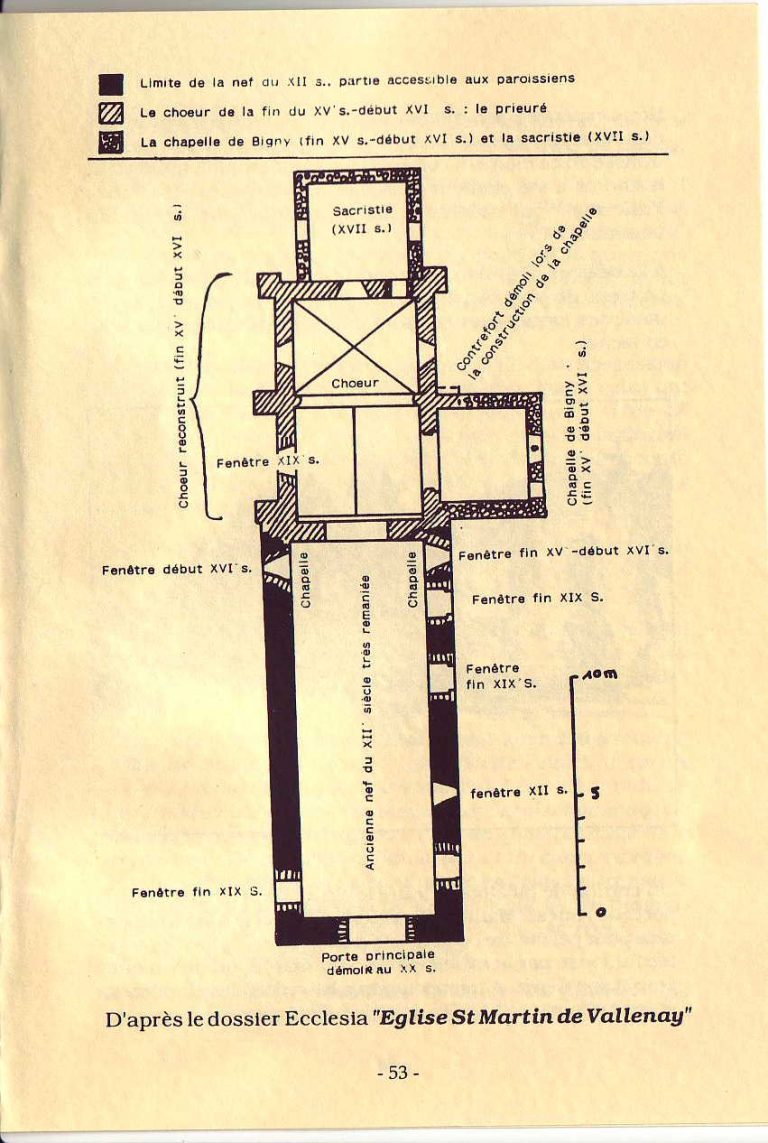 Limite de la nef du XII s., partie accessible aux paroissiens
Le choeur de la fin du XV's.-début XVI s. : le prieuré
La chapelle de Bigny (fin XV s.-début XVI s.) et la sacristie (XVII s.)
Sacristie
(XVII s.)
Contrefort démoli lors de
la construction de la chapelle
Choeur reconstruit (fin XV' début XVI s.)
Choeur
Chapelle de Bigny
(fin XV' début XVI s.)
Fenêtre XIX's.
Fenêtre début XVI's.
Chapelle
Chapelle
Fenêtre fin XV'-début XVI's.
Fenêtre fin XIX S.
Ancienne nef du XII' siècle très remaniée
Fenêtre
fin XIX'S.
10m
fenêtre XII s.
5
Fenêtre fin XIX S.
0
Porte principale
démolie au XX s.
D'après le dossier Ecclesia "Eglise St Martin de Vallenay"
- 53 -